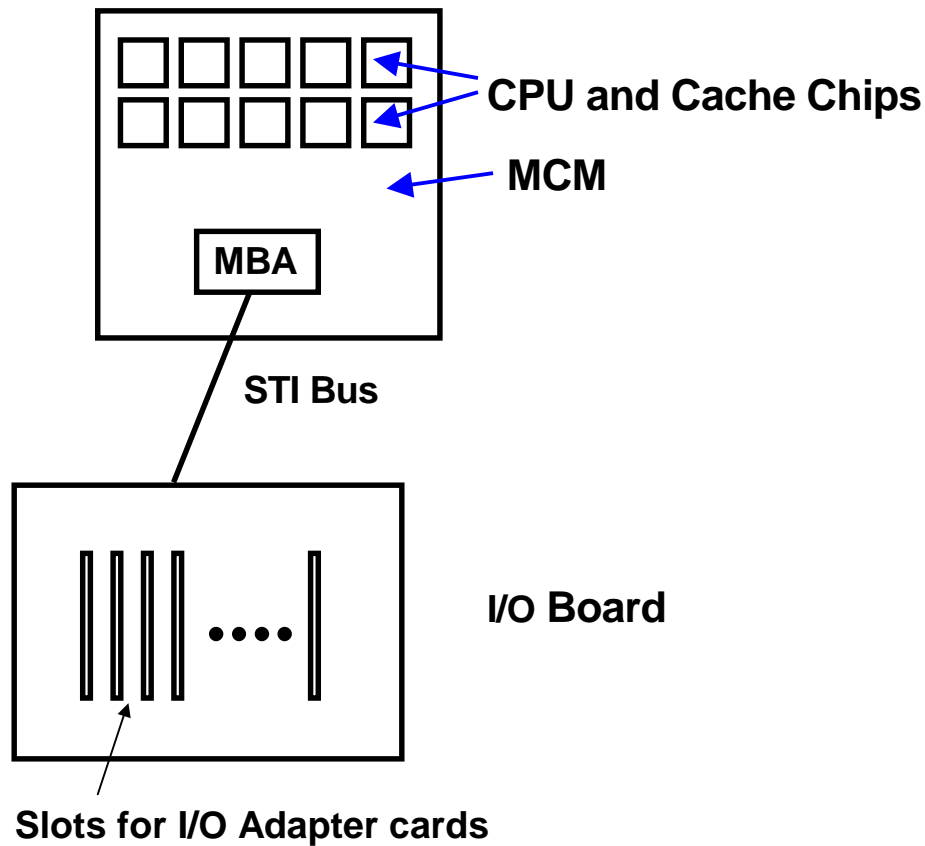 CPU and Cache Chips
MCM
MBA
STI Bus
I/O Board
Slots for I/O Adapter cards